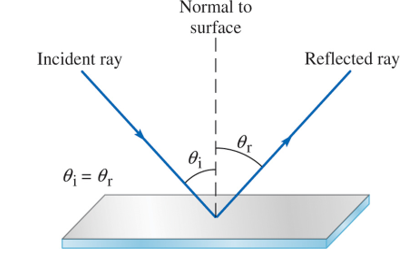 Normal to
surface
Incident ray
Reflected ray
θi
θr
θi = θr